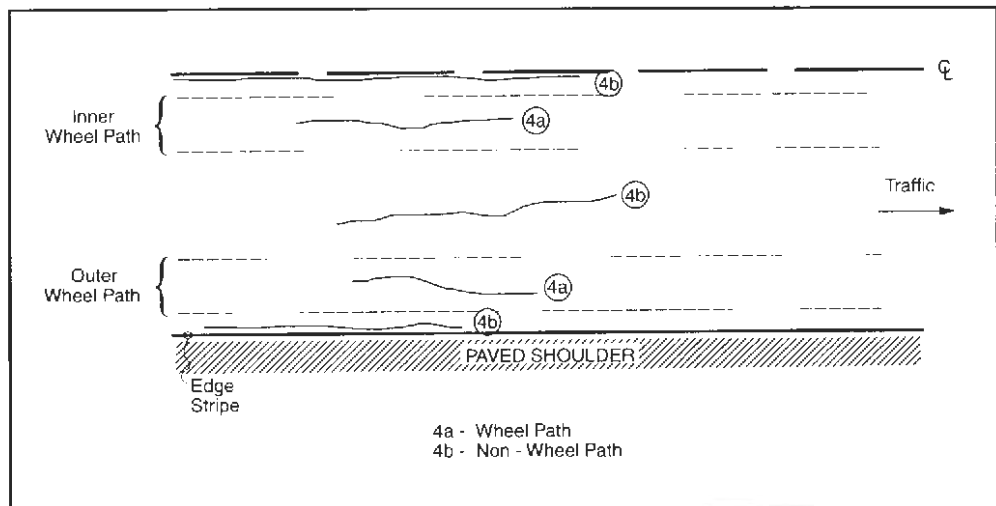 ℄
4b
Inner
Wheel Path
4a
4b
Traffic
Outer
Wheel Path
4a
4b
PAVED SHOULDER
Edge
Stripe
4a - Wheel Path
4b - Non - Wheel Path